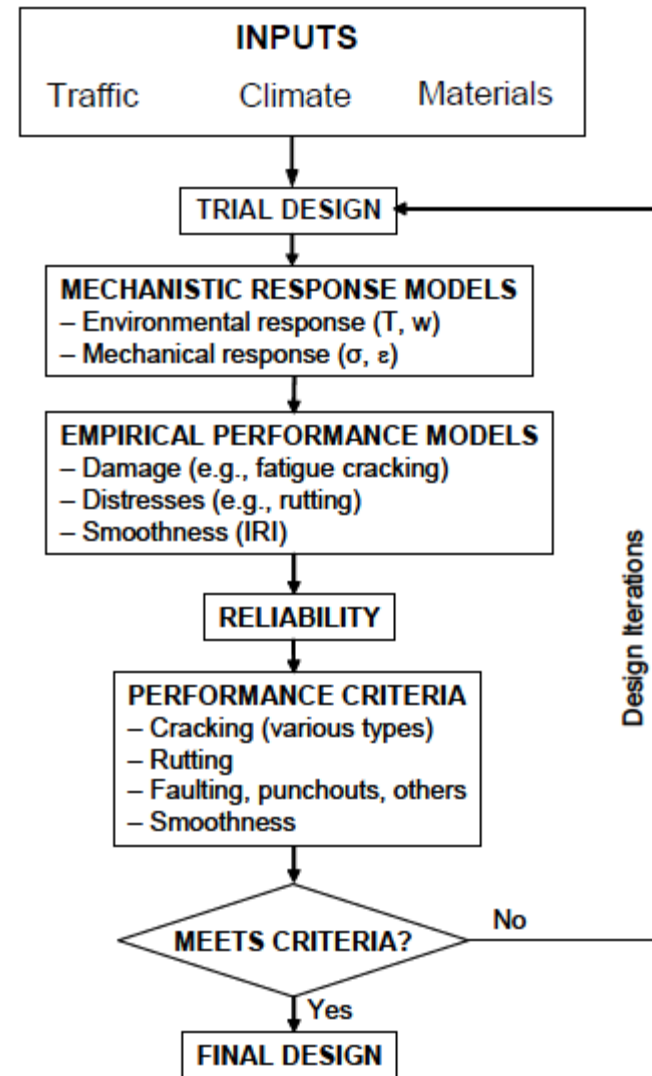 INPUTS
Traffic Climate Materials
TRIAL DESIGN
MECHANISTIC RESPONSE MODELS
– Environmental response (T, w)
– Mechanical response (σ, ε)
EMPIRICAL PERFORMANCE MODELS
– Damage (e.g., fatigue cracking)
– Distresses (e.g., rutting)
– Smoothness (IRI)
RELIABILITY
PERFORMANCE CRITERIA
– Cracking (various types)
– Rutting
– Faulting, punchouts, others
– Smoothness
MEETS CRITERIA?
No
Yes
FINAL DESIGN
Design Iterations